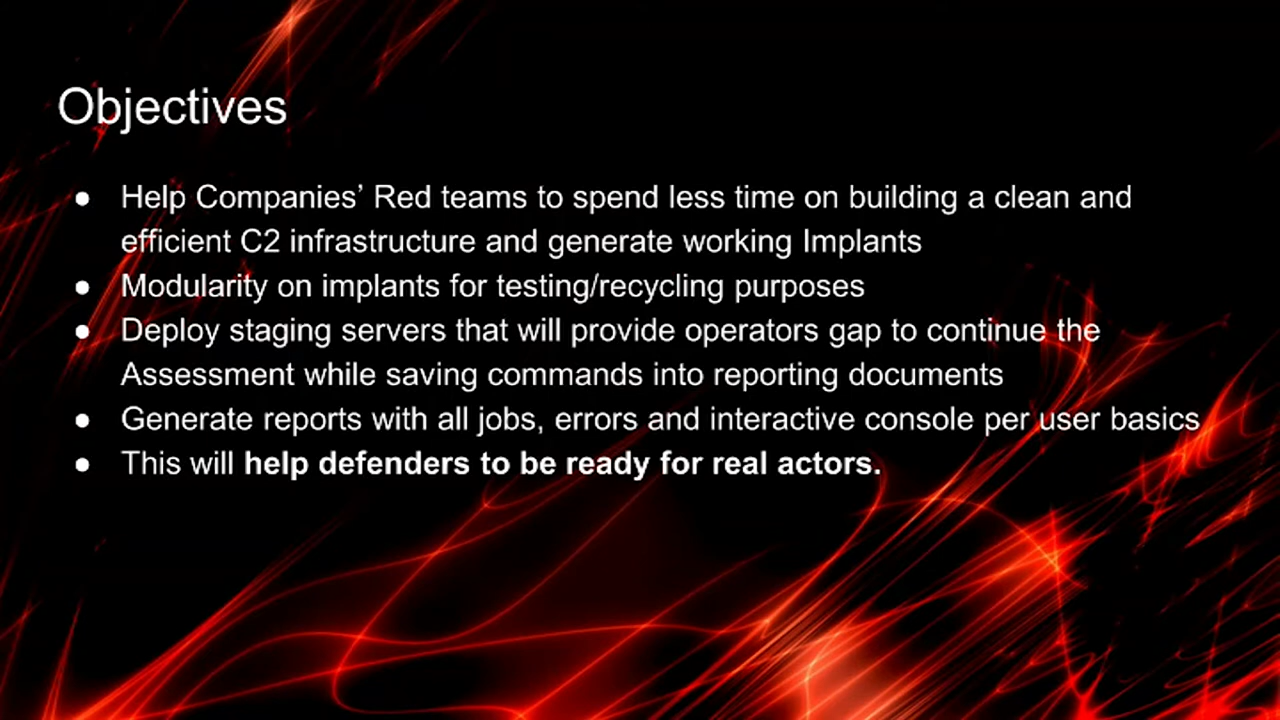 Objectives
● Help Companies’ Red teams to spend less time on building a clean and
efficient C2 infrastructure and generate working Implants
● Modularity on implants for testing/recycling purposes
● Deploy staging servers that will provide operators gap to continue the
Assessment while saving commands into reporting documents
● Generate reports with all jobs, errors and interactive console per user basics
● This will help defenders to be ready for real actors.